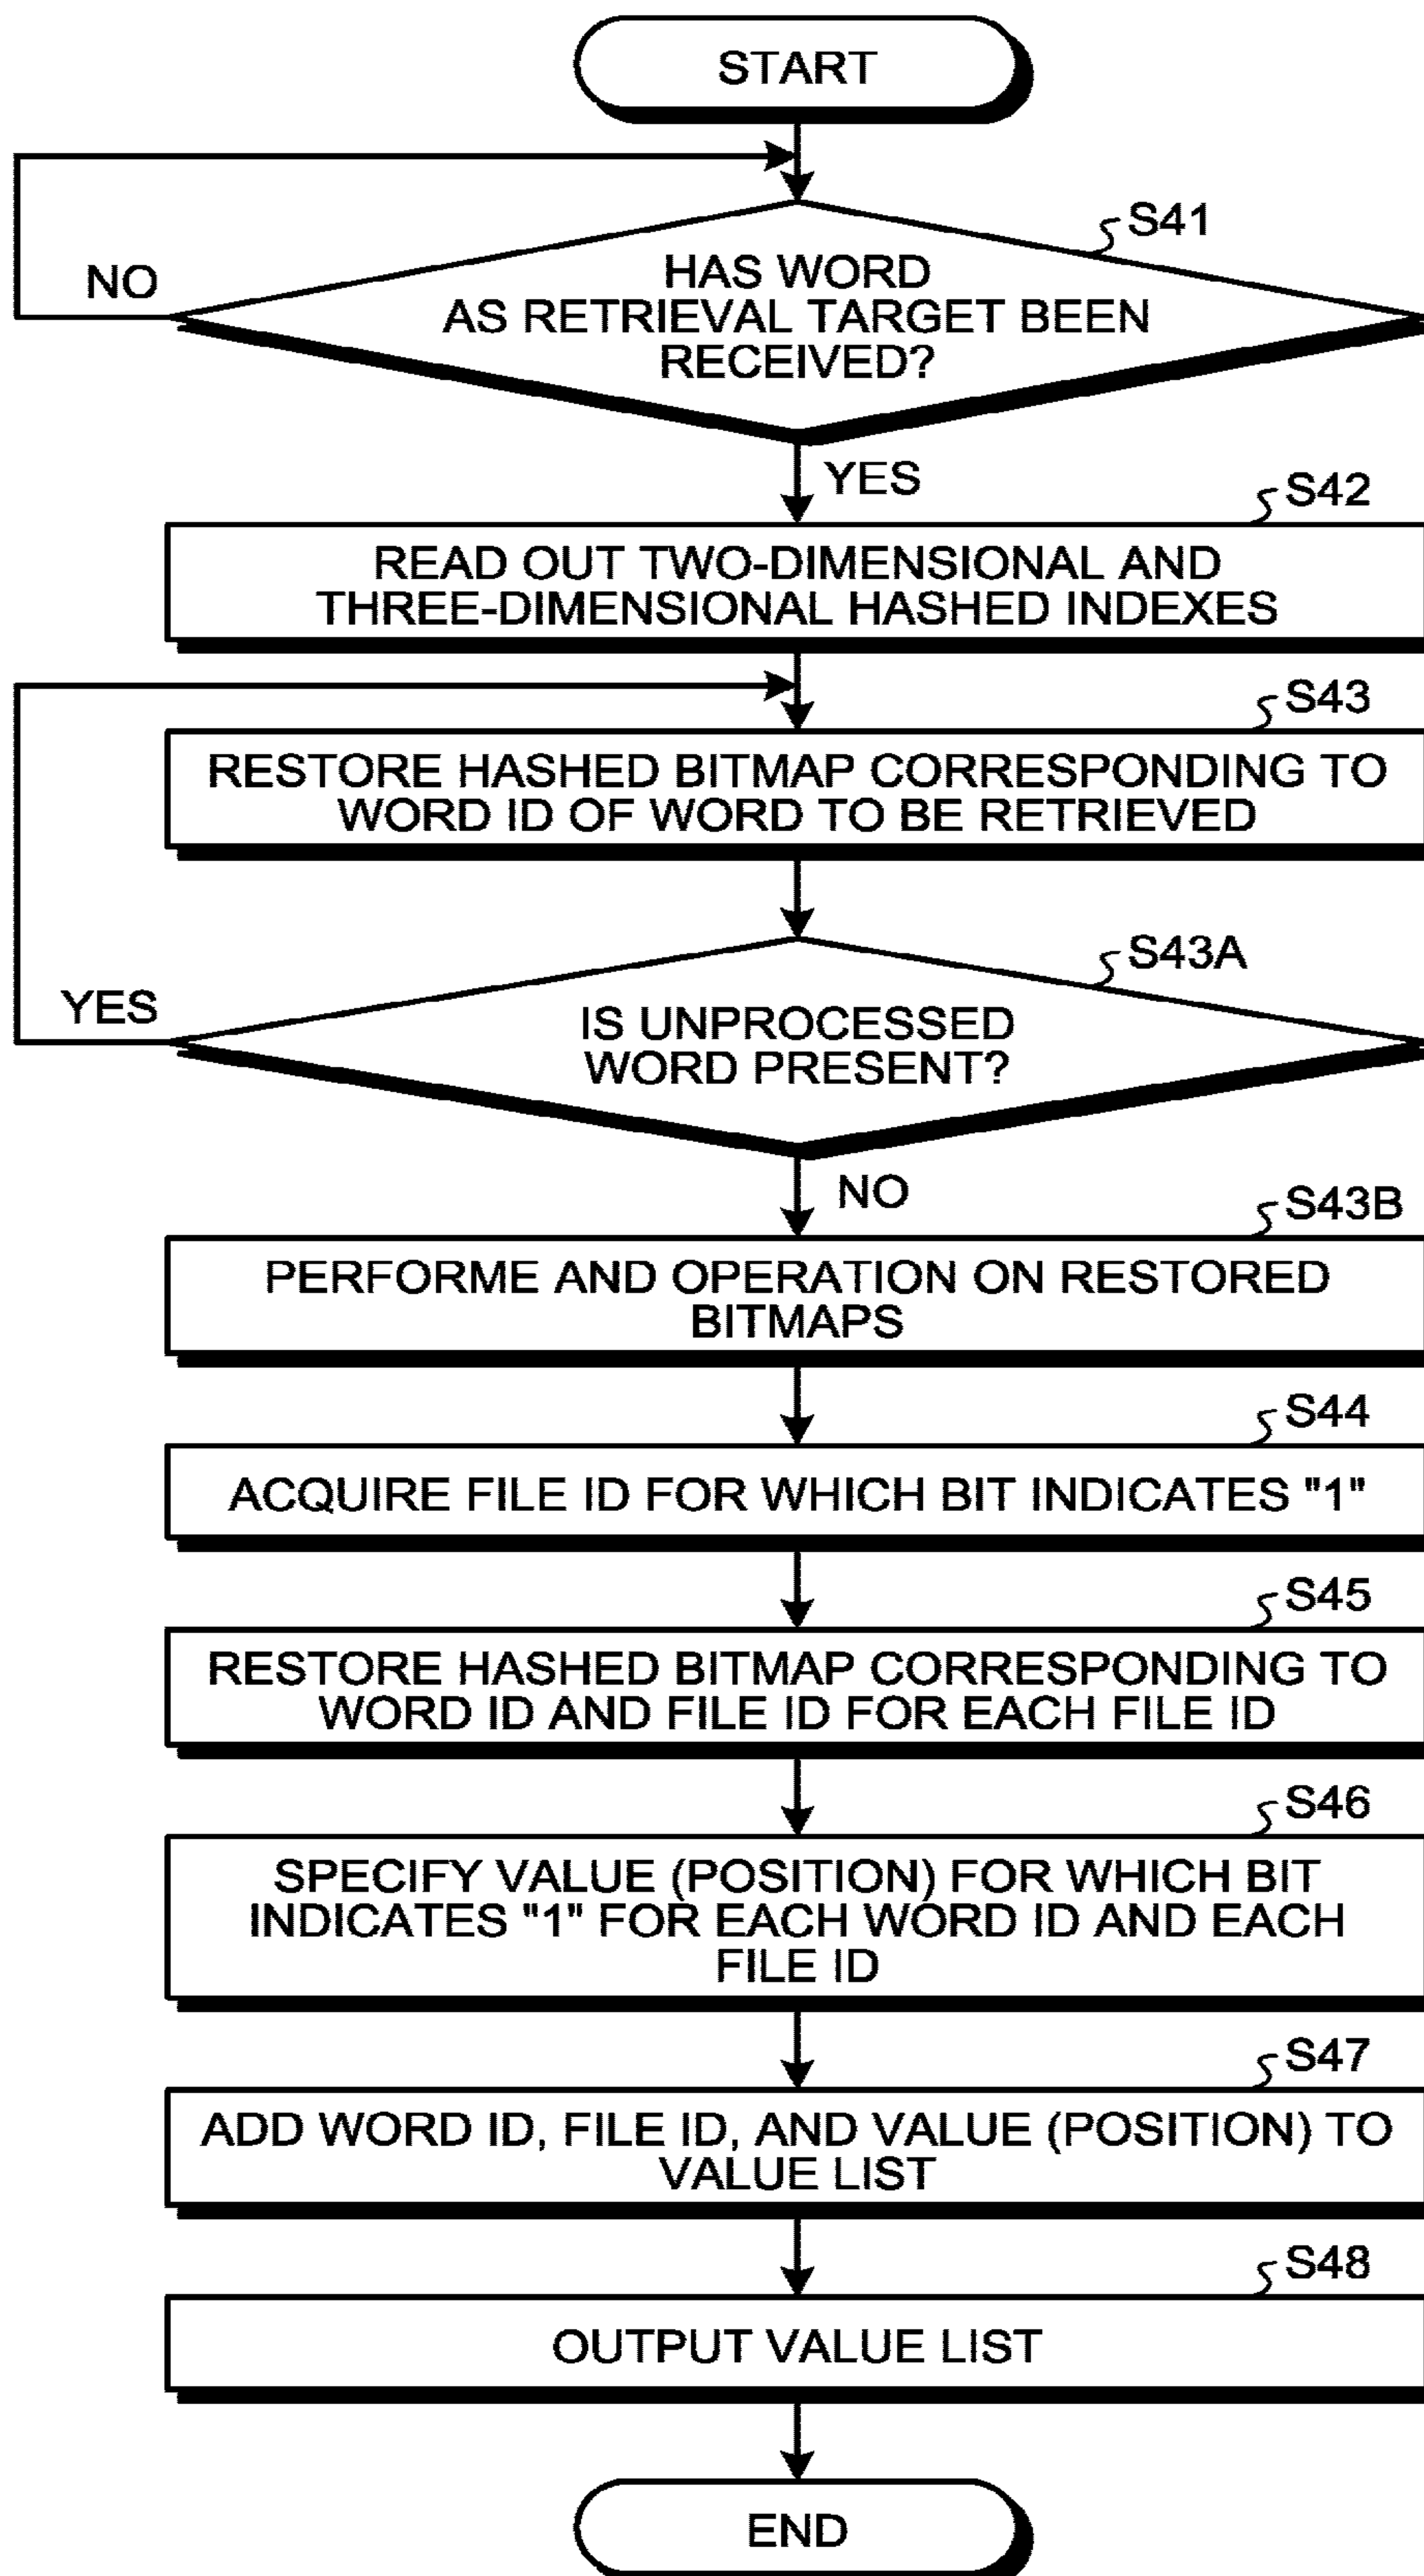 START
S41
NO
HAS WORD
AS RETRIEVAL TARGET BEEN
RECEIVED?
YES
S42
READ OUT TWO-DIMENSIONAL AND
THREE-DIMENSIONAL HASHED INDEXES
S43
RESTORE HASHED BITMAP CORRESPONDING TO
WORD ID OF WORD TO BE RETRIEVED
S43A
YES
IS UNPROCESSED
WORD PRESENT?
NO
S43B
PERFORME AND OPERATION ON RESTORED
BITMAPS
S44
ACQUIRE FILE ID FOR WHICH BIT INDICATES "1"
S45
RESTORE HASHED BITMAP CORRESPONDING TO
WORD ID AND FILE ID FOR EACH FILE ID
S46
SPECIFY VALUE (POSITION) FOR WHICH BIT
INDICATES "1" FOR EACH WORD ID AND EACH
FILE ID
S47
ADD WORD ID, FILE ID, AND VALUE (POSITION) TO
VALUE LIST
S48
OUTPUT VALUE LIST
END